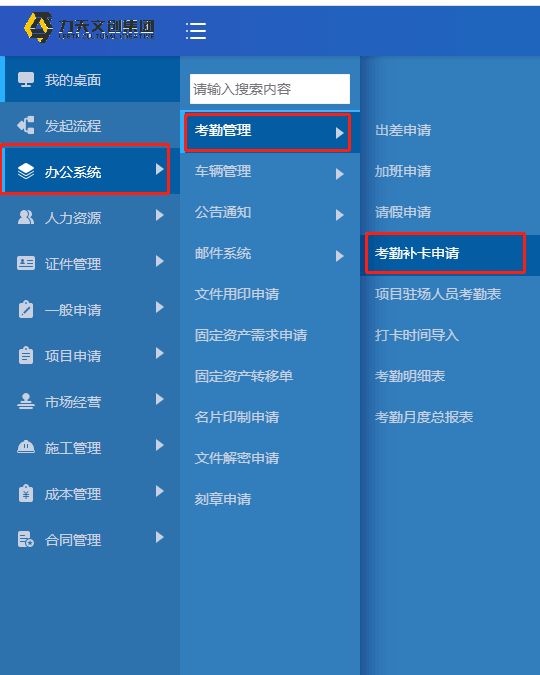 力天文创集团
我的桌面
发起流程
办公系统
人力资源
证件管理
一般申请
项目申请
市场经营
施工管理
成本管理
合同管理
请输入搜索内容
考勤管理
车辆管理
公告通知
邮件系统
文件用印申请
固定资产需求申请
固定资产转移单
名片印制申请
文件解密申请
刻章申请
出差申请
加班申请
请假申请
考勤补卡申请
项目驻场人员考勤表
打卡时间导入
考勤明细表
考勤月度总报表